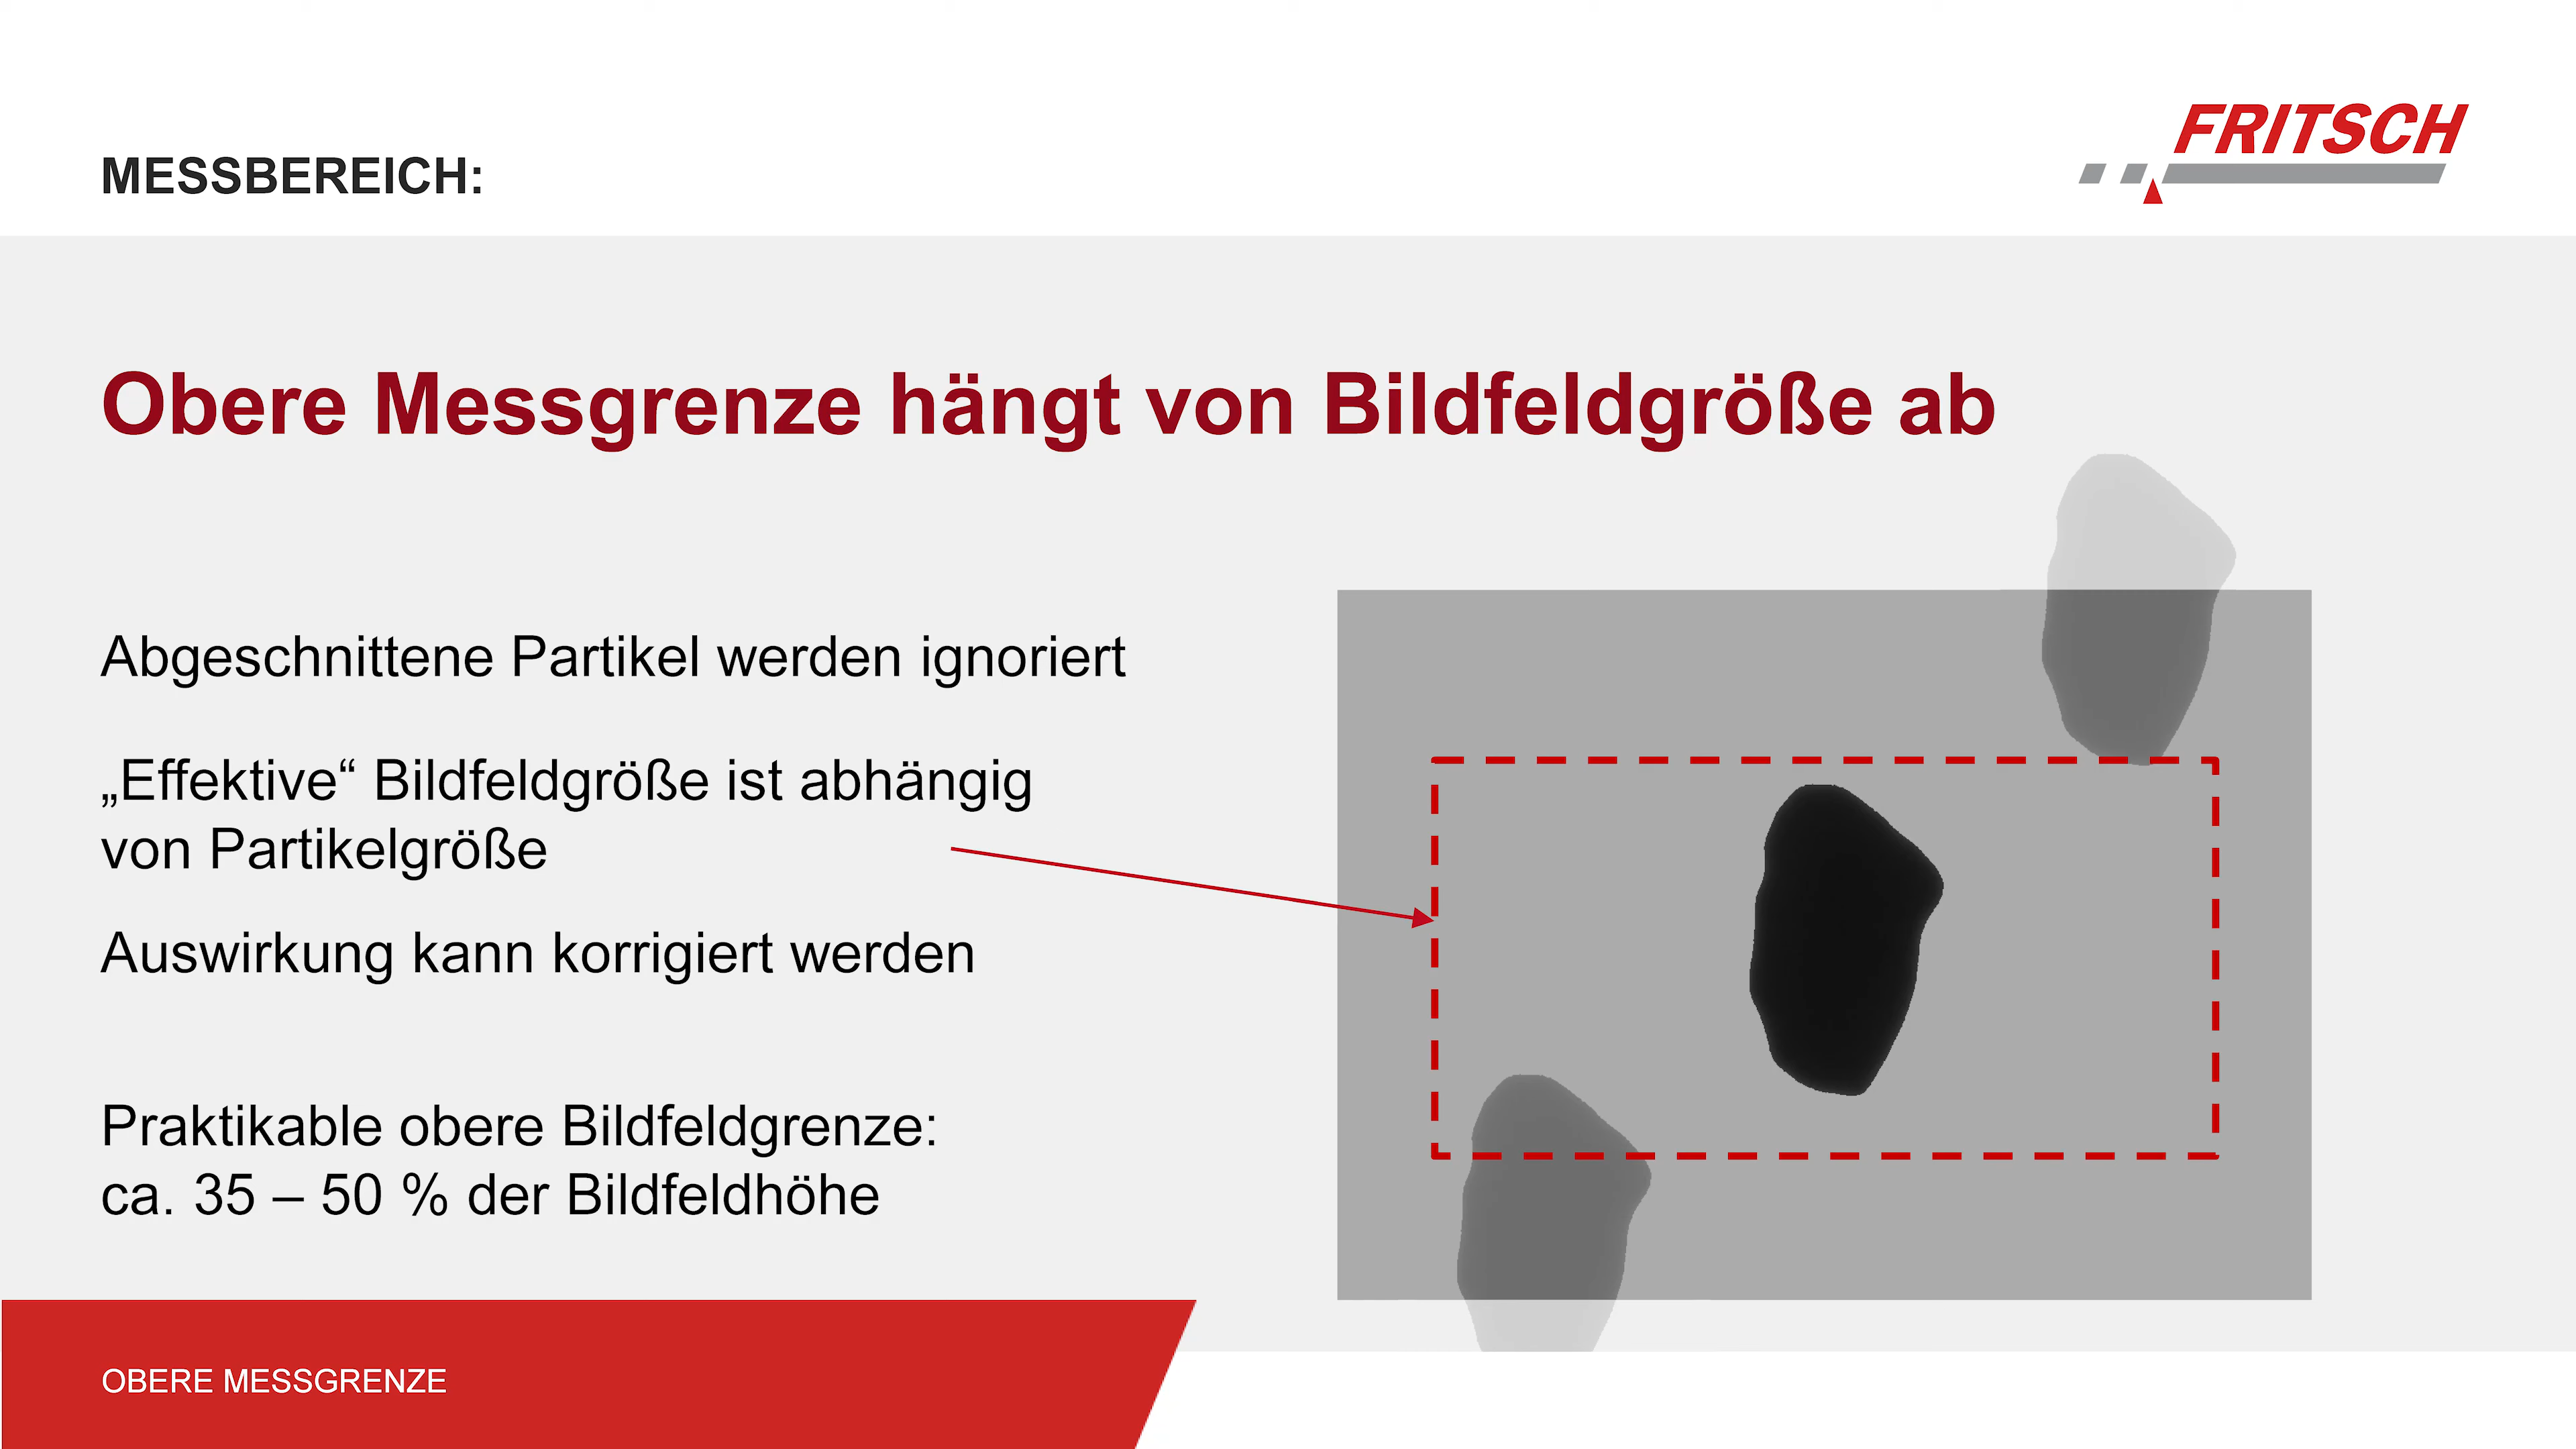 FRITSCH
MESSBEREICH:
Obere Messgrenze hängt von Bildfeldgröße ab
Abgeschnittene Partikel werden ignoriert
„Effektive“ Bildfeldgröße ist abhängig
von Partikelgröße
Auswirkung kann korrigiert werden
Praktikable obere Bildfeldgrenze:
ca. 35 – 50 % der Bildfeldhöhe
OBERE MESSGRENZE